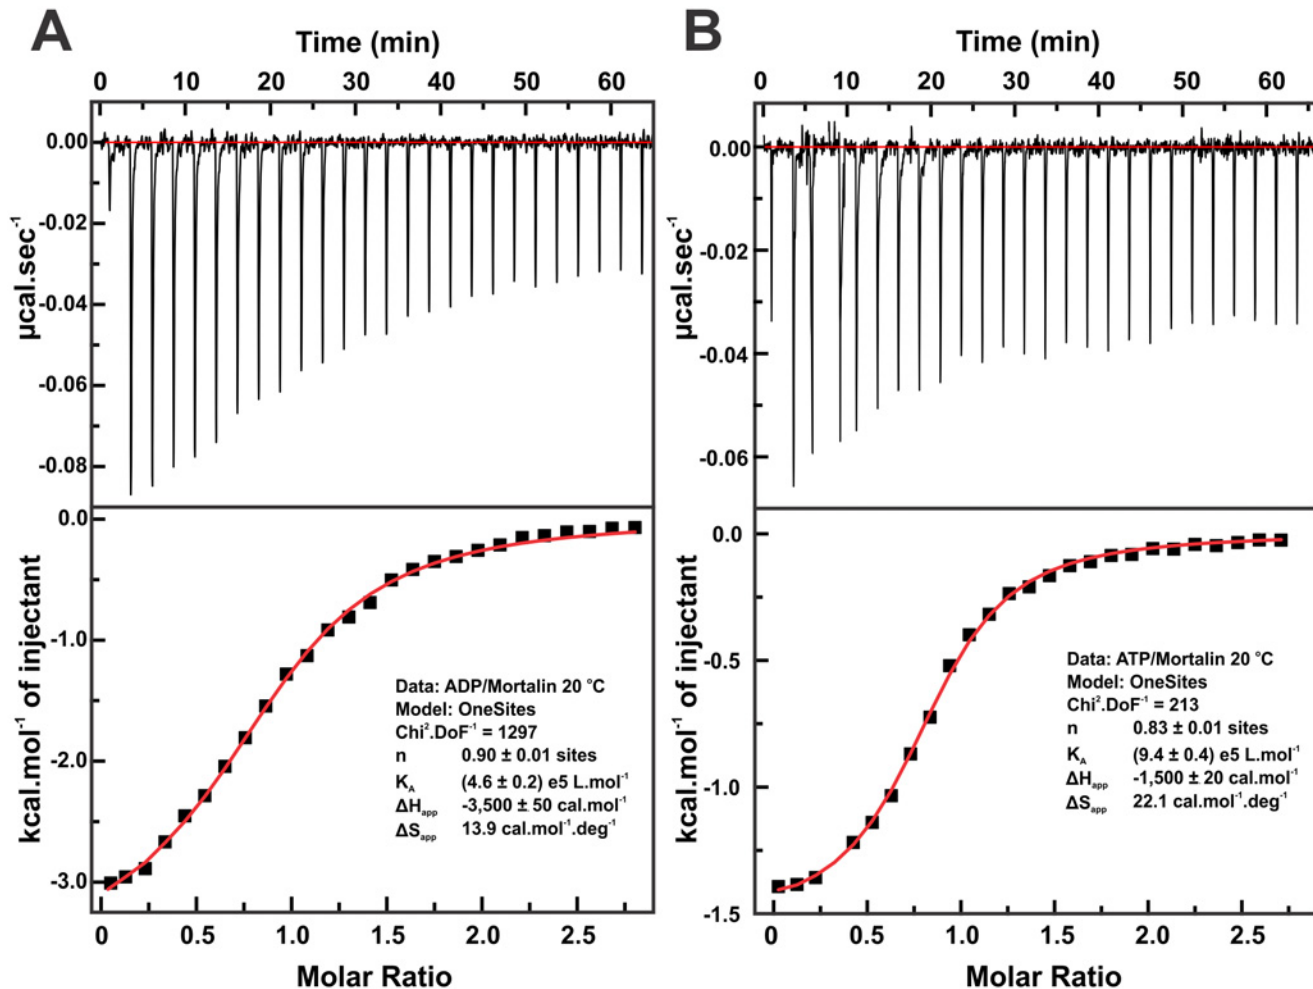 A
Time (min)
0 10 20 30 40 50 60
0.00
-0.02
-0.04
-0.06
-0.08
µcal.sec⁻¹
0.0
-1.0
-2.0
-3.0
kcal.mol⁻¹ of injectant
Data: ADP/Mortalin 20 °C
Model: OneSites
Chi².DoF⁻¹ = 1297
n 0.90 ± 0.01 sites
K_A (4.6 ± 0.2) e5 L.mol⁻¹
ΔH_app -3,500 ± 50 cal.mol⁻¹
ΔS_app 13.9 cal.mol⁻¹.deg⁻¹
0 0.5 1.0 1.5 2.0 2.5
Molar Ratio
B
Time (min)
0 10 20 30 40 50 60
0.00
-0.02
-0.04
-0.06
µcal.sec⁻¹
0.0
-0.5
-1.0
-1.5
kcal.mol⁻¹ of injectant
Data: ATP/Mortalin 20 °C
Model: OneSites
Chi².DoF⁻¹ = 213
n 0.83 ± 0.01 sites
K_A (9.4 ± 0.4) e5 L.mol⁻¹
ΔH_app -1,500 ± 20 cal.mol⁻¹
ΔS_app 22.1 cal.mol⁻¹.deg⁻¹
0 0.5 1.0 1.5 2.0 2.5
Molar Ratio